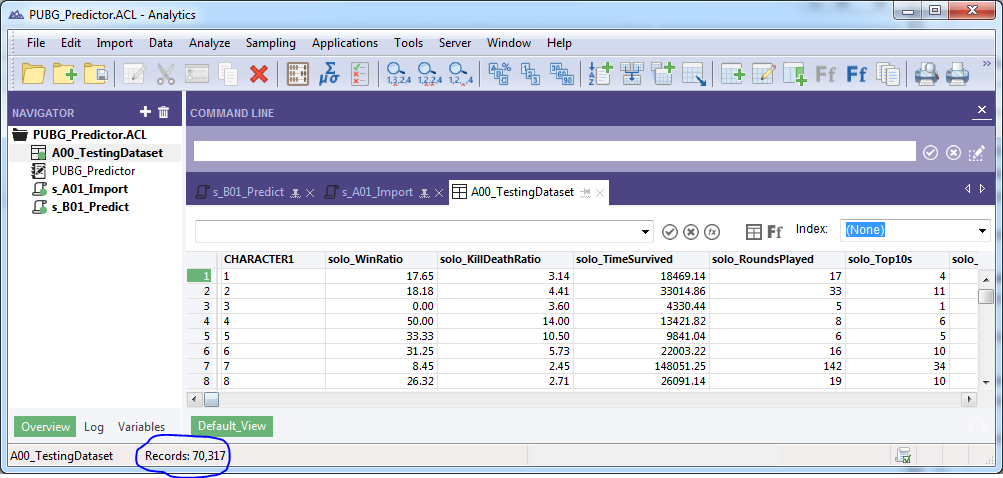 PUBG_Predictor.ACL - Analytics
File Edit Import Data Analyze Sampling Applications Tools Server Window Help
NAVIGATOR
COMMAND LINE
PUBG_Predictor.ACL
A00_TestingDataset
PUBG_Predictor
s_A01_Import
s_B01_Predict
s_B01_Predict s_A01_Import A00_TestingDataset
Index: (None)
CHARACTER1 solo_WinRatio solo_KillDeathRatio solo_TimeSurvived solo_RoundsPlayed solo_Top10s solo_
1 1 17.65 3.14 18469.14 17 4
2 2 18.18 4.41 33014.86 33 11
3 3 0.00 3.60 4330.44 5 1
4 4 50.00 14.00 13421.82 8 6
5 5 33.33 10.50 9841.04 6 5
6 6 31.25 5.73 22003.22 16 10
7 7 8.45 2.45 148051.25 142 34
8 8 26.32 2.71 26091.14 19 10
Overview Log Variables Default_View
A00_TestingDataset Records: 70,317